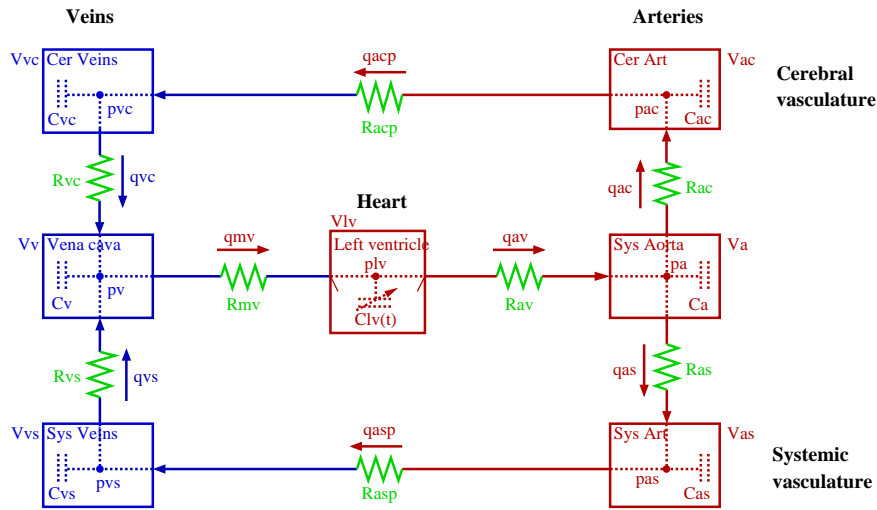 Veins
Arteries
Vvc
Cer Veins
pvc
Cvc
qacp
Racp
Cer Art
pac
Cac
Vac
Cerebral
vasculature
Rvc
qvc
qac
Rac
Heart
Vv
Vena cava
pv
Cv
qmv
Rmv
Vlv
Left ventricle
plv
Clv(t)
qav
Rav
Sys Aorta
pa
Ca
Va
Rvs
qvs
qas
Ras
Vvs
Sys Veins
pvs
Cvs
qasp
Rasp
Sys Art
pas
Cas
Vas
Systemic
vasculature